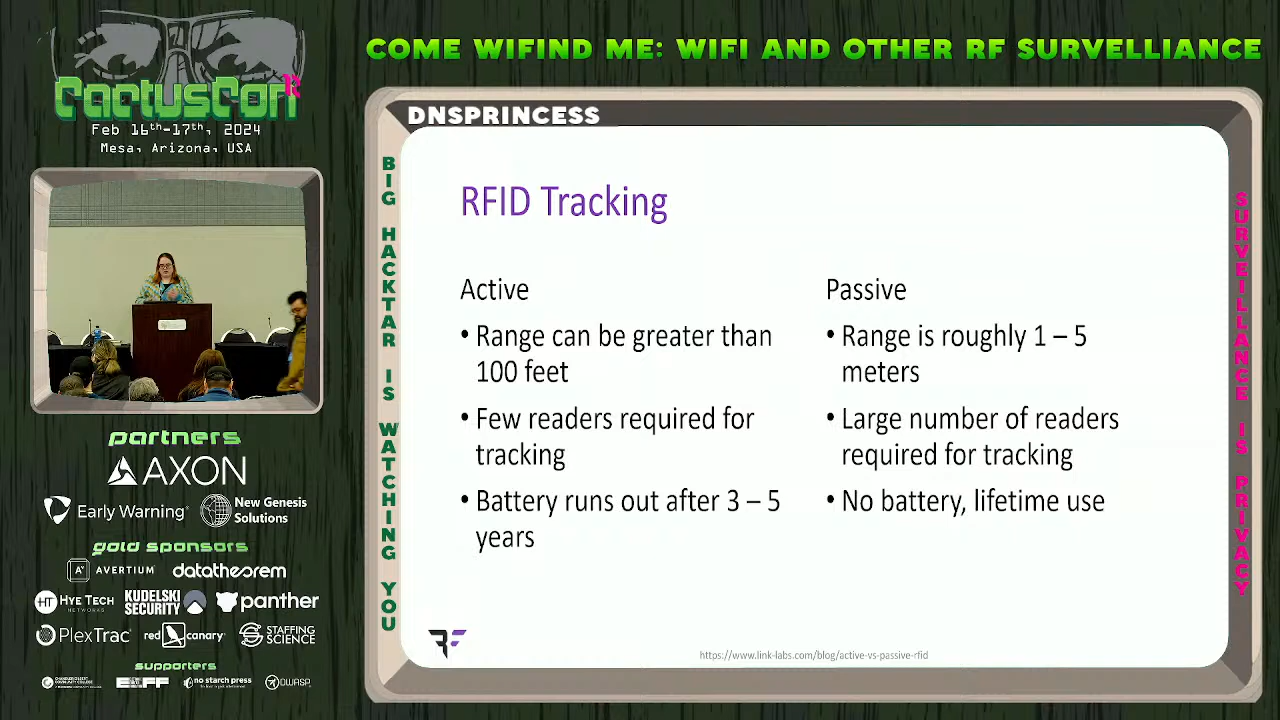 CactusCon
Feb 16th-17th, 2024
Mesa, Arizona, USA
COME WIFIND ME: WIFI AND OTHER RF SURVELLIANCE
DNSPRINCESS
BIG HACKTAR IS WATCHING YOU
RFID Tracking
Active
• Range can be greater than
100 feet
• Few readers required for
tracking
• Battery runs out after 3 – 5
years
Passive
• Range is roughly 1 – 5
meters
• Large number of readers
required for tracking
• No battery, lifetime use
RF
https://www.link-labs.com/blog/active-vs-passive-rfid
SURVEILLANCE IS PRIVACY
partners
AXON
Early Warning
New Genesis
Solutions
gold sponsors
AVERTIUM
datatheorem
HT HYE TECH
NETWORKS
KUDELSKI
SECURITY
panther
PlexTrac
red canary
STAFFING
SCIENCE
supporters
EFF
no starch press
OWASP